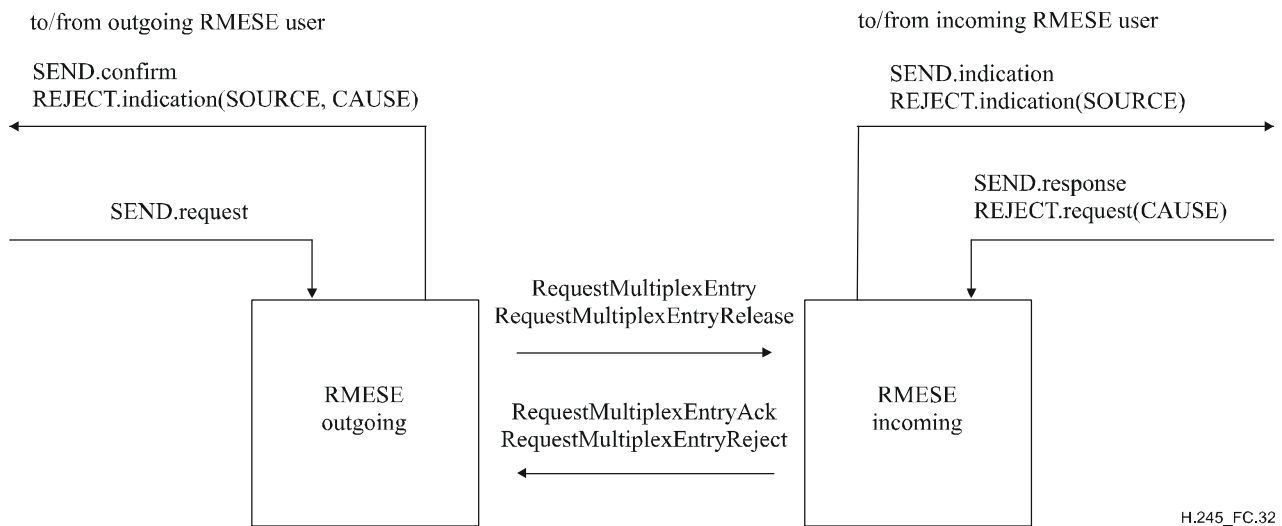 to/from outgoing RMESE user
to/from incoming RMESE user
SEND.confirm
REJECT.indication(SOURCE, CAUSE)
SEND.indication
REJECT.indication(SOURCE)
SEND.request
SEND.response
REJECT.request(CAUSE)
RequestMultiplexEntry
RequestMultiplexEntryRelease
RMESE
outgoing
RequestMultiplexEntryAck
RequestMultiplexEntryReject
RMESE
incoming
H.245_FC.32